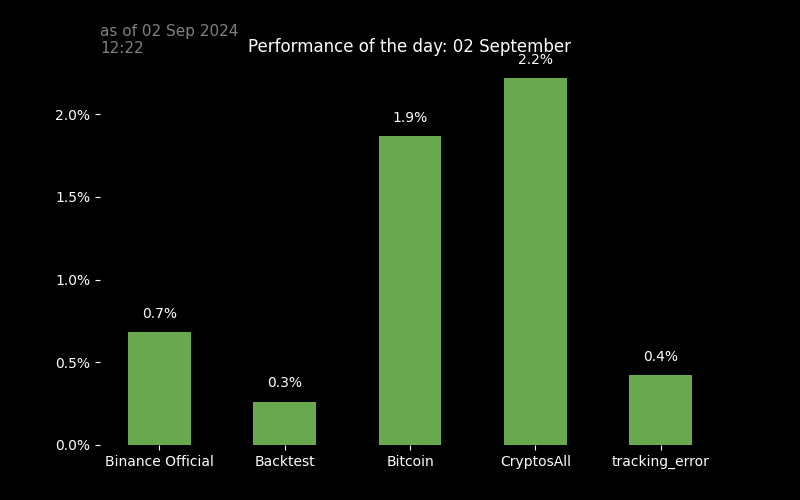 as of 02 Sep 2024
12:22
Performance of the day: 02 September
2.2%
2.0%
1.9%
1.5%
1.0%
0.7%
0.5%
0.4%
0.3%
0.0%
Binance Official
Backtest
Bitcoin
CryptosAll
tracking_error